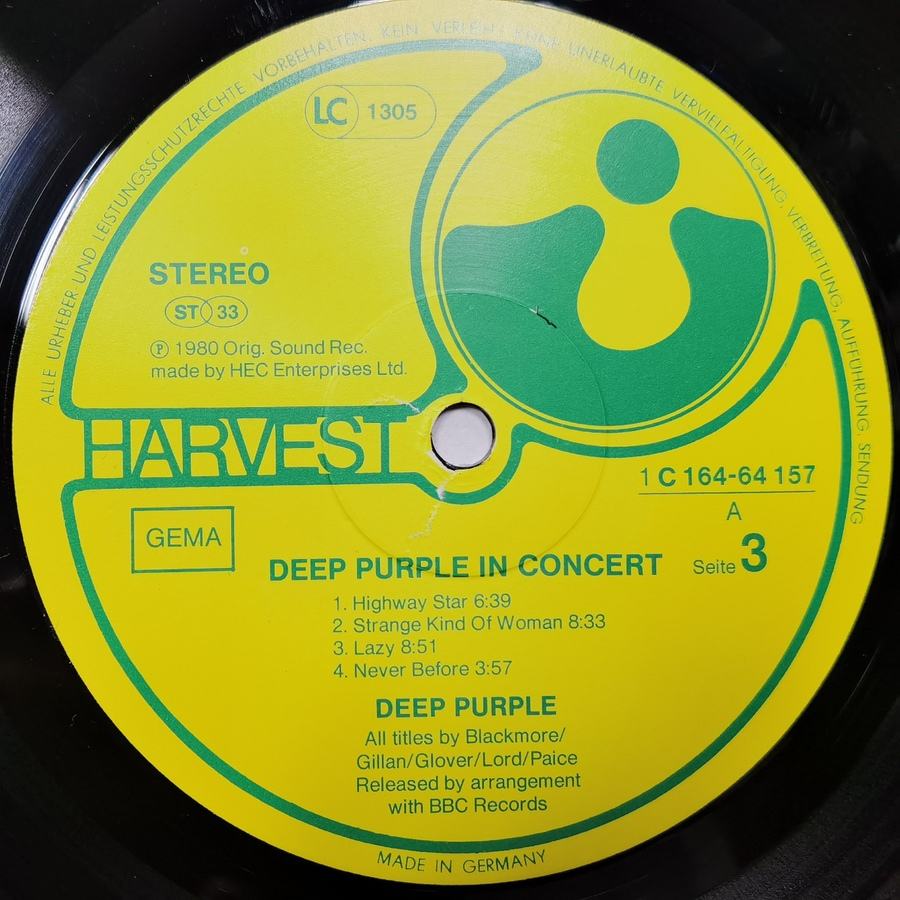 ALLE URHEBER UND LEISTUNGSSCHUTZRECHTE VORBEHALTEN. KEIN VERLEIH! KEINE UNERLAUBTE VERVIELFÄLTIGUNG, VERBREITUNG, AUFFÜHRUNG, SENDUNG
LC 1305
STEREO
ST 33
℗ 1980 Orig. Sound Rec.
made by HEC Enterprises Ltd.
HARVEST
1 C 164-64 157
A
GEMA
DEEP PURPLE IN CONCERT
Seite 3
1. Highway Star 6:39
2. Strange Kind Of Woman 8:33
3. Lazy 8:51
4. Never Before 3:57
DEEP PURPLE
All titles by Blackmore/
Gillan/Glover/Lord/Paice
Released by arrangement
with BBC Records
MADE IN GERMANY